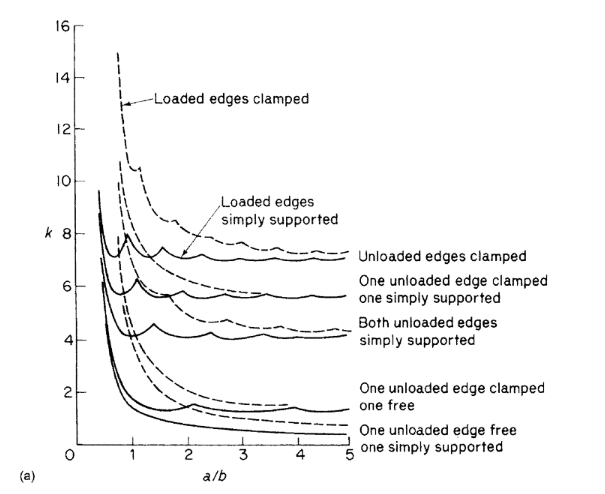 16
14
12
10
k 8
6
4
2
0 1 2 3 4 5
a/b
(a)
Loaded edges clamped
Loaded edges
simply supported
Unloaded edges clamped
One unloaded edge clamped
one simply supported
Both unloaded edges
simply supported
One unloaded edge clamped
one free
One unloaded edge free
one simply supported